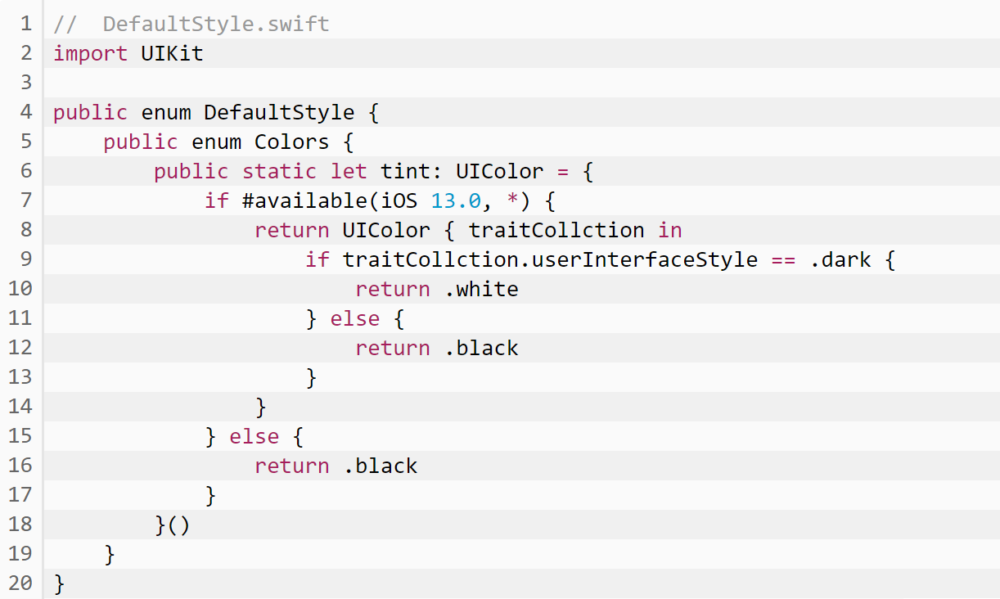 1 //  DefaultStyle.swift
2 import UIKit
3
4 public enum DefaultStyle {
5     public enum Colors {
6         public static let tint: UIColor = {
7             if #available(iOS 13.0, *) {
8                 return UIColor { traitCollction in
9                     if traitCollction.userInterfaceStyle == .dark {
10                         return .white
11                     } else {
12                         return .black
13                     }
14                 }
15             } else {
16                 return .black
17             }
18         }()
19     }
20 }